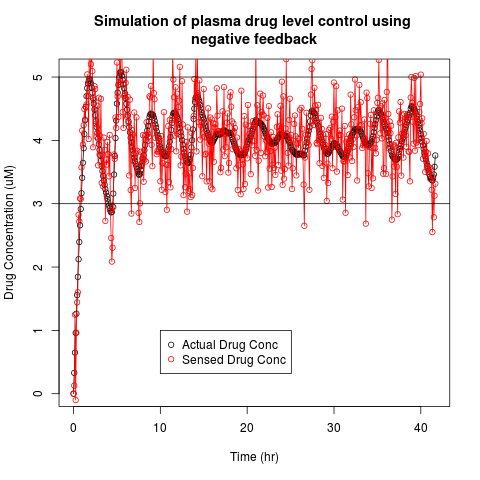 Simulation of plasma drug level control using
negative feedback
Drug Concentration (uM)
5
4
3
2
1
0
Actual Drug Conc
Sensed Drug Conc
0 10 20 30 40
Time (hr)